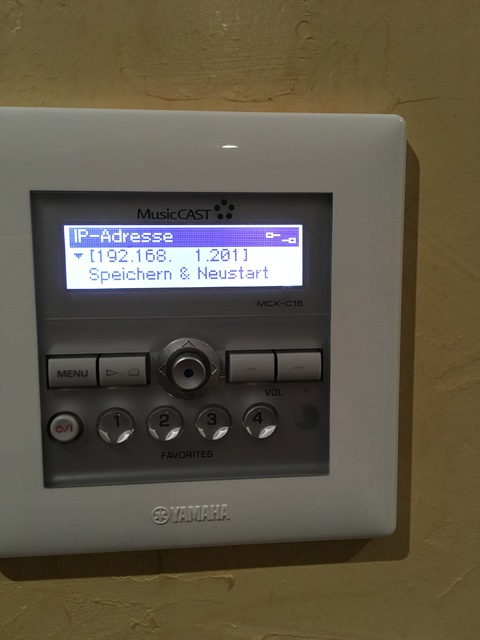 MusicCAST
IP-Adresse
[192.168.  1.201]
Speichern & Neustart
MCX-C15
MENU
− +
VOL
1 2 3 4
FAVORITES
YAMAHA